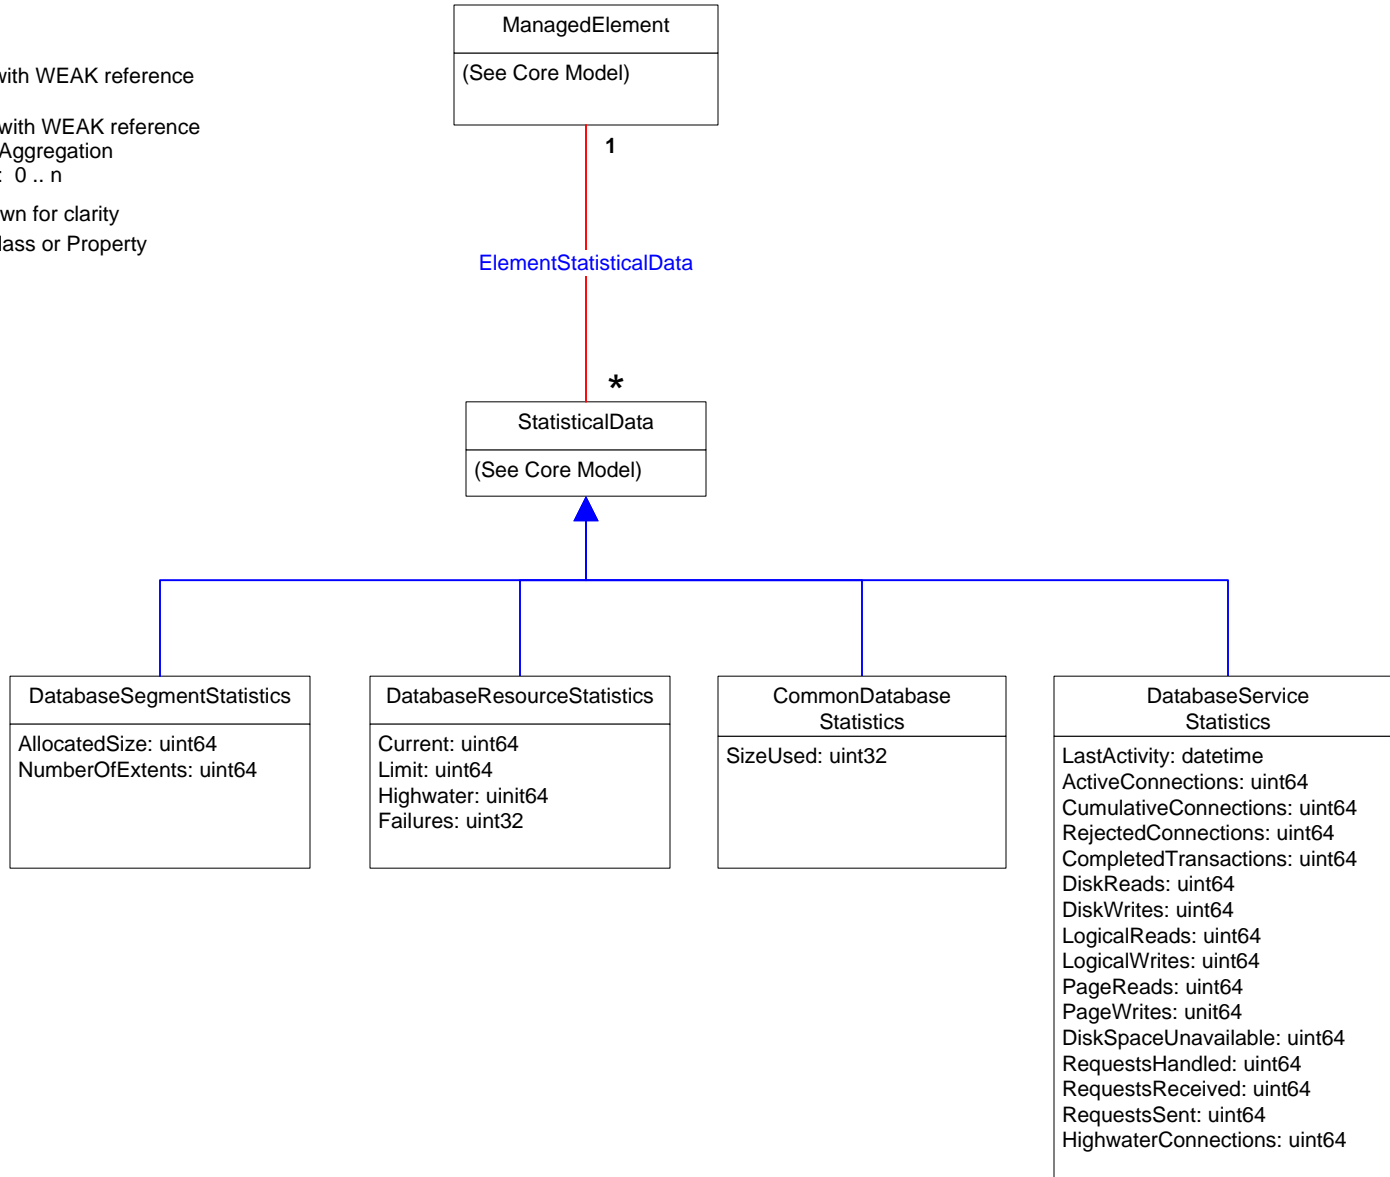 ManagedElement
(See Core Model)
with WEAK reference
with WEAK reference
Aggregation
: 0 .. n
wn for clarity
lass or Property
1
ElementStatisticalData
*
StatisticalData
(See Core Model)
DatabaseSegmentStatistics
AllocatedSize: uint64
NumberOfExtents: uint64
DatabaseResourceStatistics
Current: uint64
Limit: uint64
Highwater: uinit64
Failures: uint32
CommonDatabase
Statistics
SizeUsed: uint32
DatabaseService
Statistics
LastActivity: datetime
ActiveConnections: uint64
CumulativeConnections: uint64
RejectedConnections: uint64
CompletedTransactions: uint64
DiskReads: uint64
DiskWrites: uint64
LogicalReads: uint64
LogicalWrites: uint64
PageReads: uint64
PageWrites: unit64
DiskSpaceUnavailable: uint64
RequestsHandled: uint64
RequestsReceived: uint64
RequestsSent: uint64
HighwaterConnections: uint64